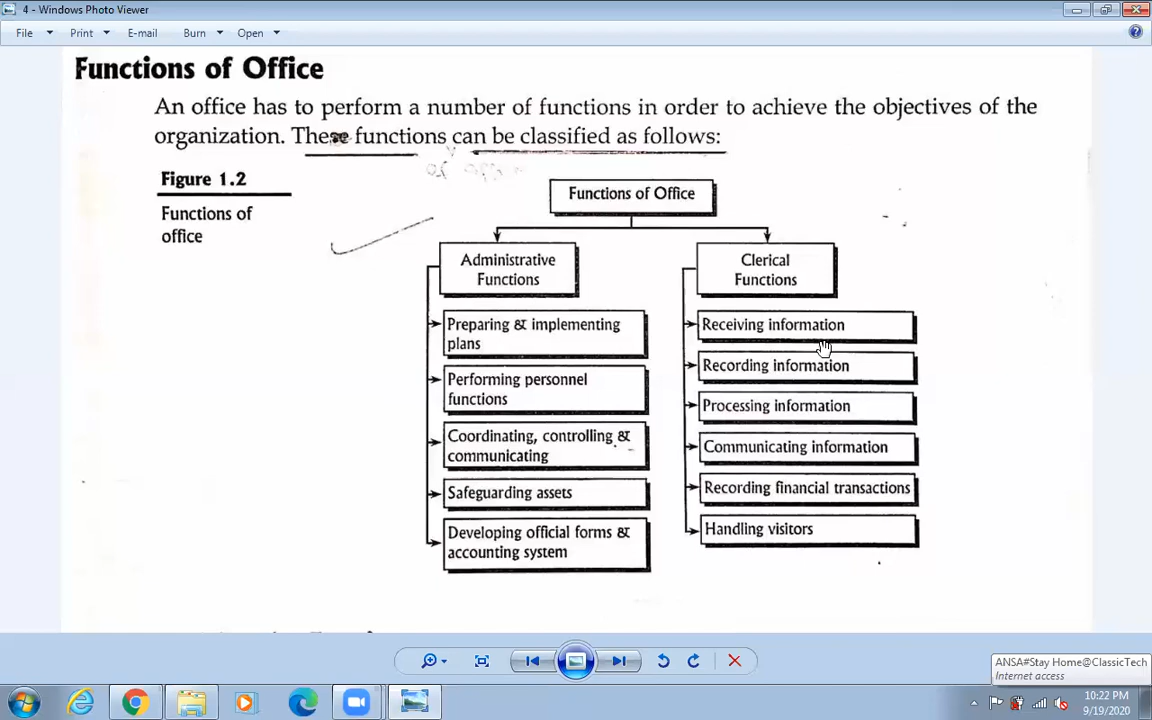 4 - Windows Photo Viewer
File Print E-mail Burn Open
Functions of Office
An office has to perform a number of functions in order to achieve the objectives of the
organization. These functions can be classified as follows:
Figure 1.2
Functions of
office
Functions of Office
Administrative
Functions
Preparing & implementing
plans
Performing personnel
functions
Coordinating, controlling &
communicating
Safeguarding assets
Developing official forms &
accounting system
Clerical
Functions
Receiving information
Recording information
Processing information
Communicating information
Recording financial transactions
Handling visitors
ANSA#Stay Home@ClassicTech
Internet access
10:22 PM
9/19/2020